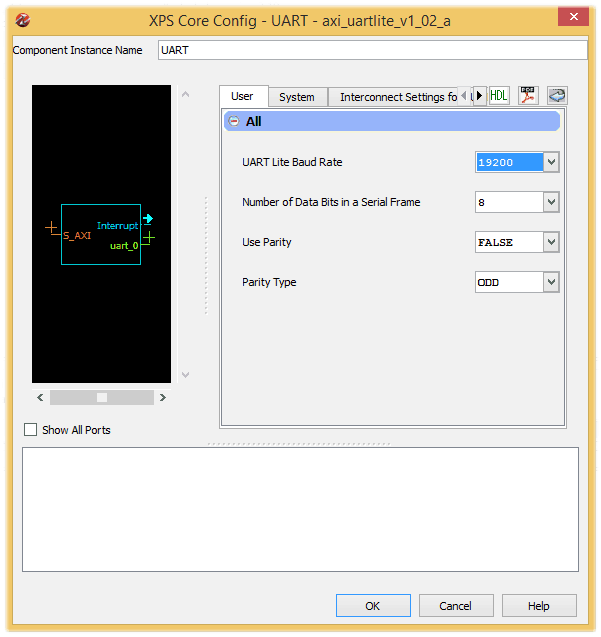 XPS Core Config - UART - axi_uartlite_v1_02_a
Component Instance Name UART
User System Interconnect Settings fo HDL PDF
All
UART Lite Baud Rate 19200
Number of Data Bits in a Serial Frame 8
Use Parity FALSE
Parity Type ODD
Interrupt
S_AXI
uart_0
Show All Ports
OK Cancel Help